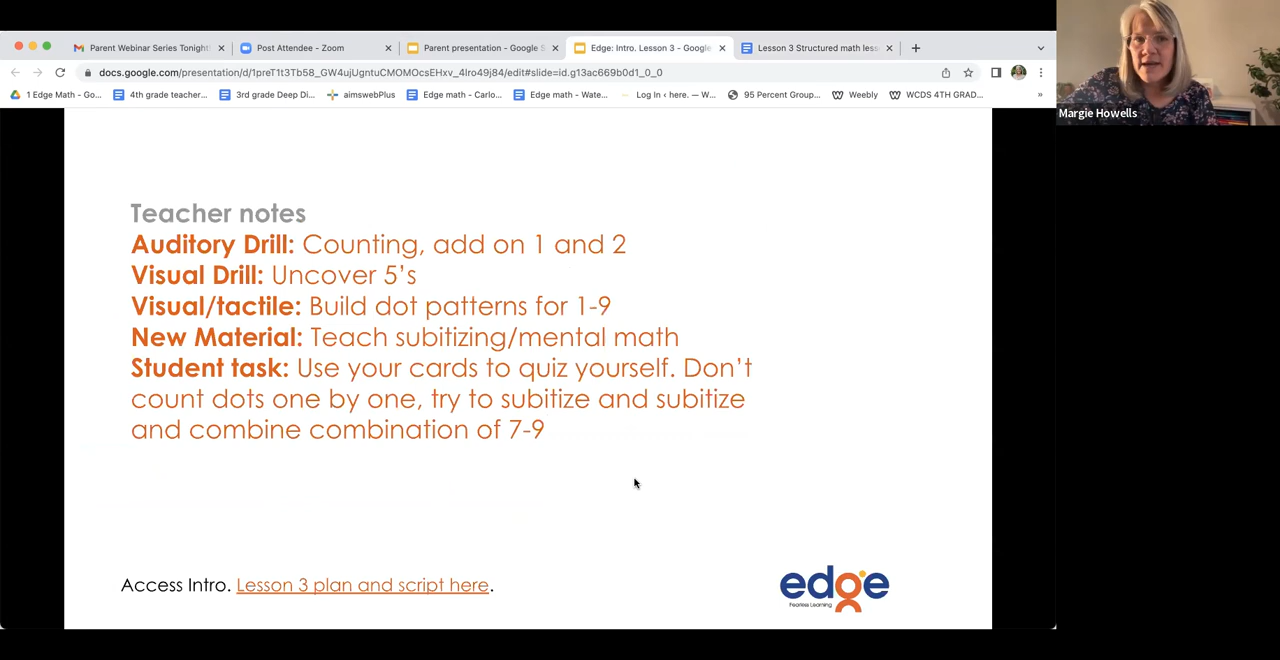 Parent Webinar Series Tonight
Post Attendee - Zoom
Parent presentation - Google S
Edge: Intro. Lesson 3 - Google
Lesson 3 Structured math less
docs.google.com/presentation/d/1preT1t3Tb58_GW4ujUgntuCMOMOcsEHxv_4lro49j84/edit#slide=id.g13ac669b0d1_0_0
1 Edge Math - Go...
4th grade teacher...
3rd grade Deep Di...
aimswebPlus
Edge math - Carlo...
Edge math - Wate...
Log In ‹ here. — W...
95 Percent Group...
Weebly
WCDS 4TH GRAD...
»
Margie Howells
Teacher notes
Auditory Drill: Counting, add on 1 and 2
Visual Drill: Uncover 5’s
Visual/tactile: Build dot patterns for 1-9
New Material: Teach subitizing/mental math
Student task: Use your cards to quiz yourself. Don’t
count dots one by one, try to subitize and subitize
and combine combination of 7-9
Access Intro. Lesson 3 plan and script here.
edge
Fearless Learning